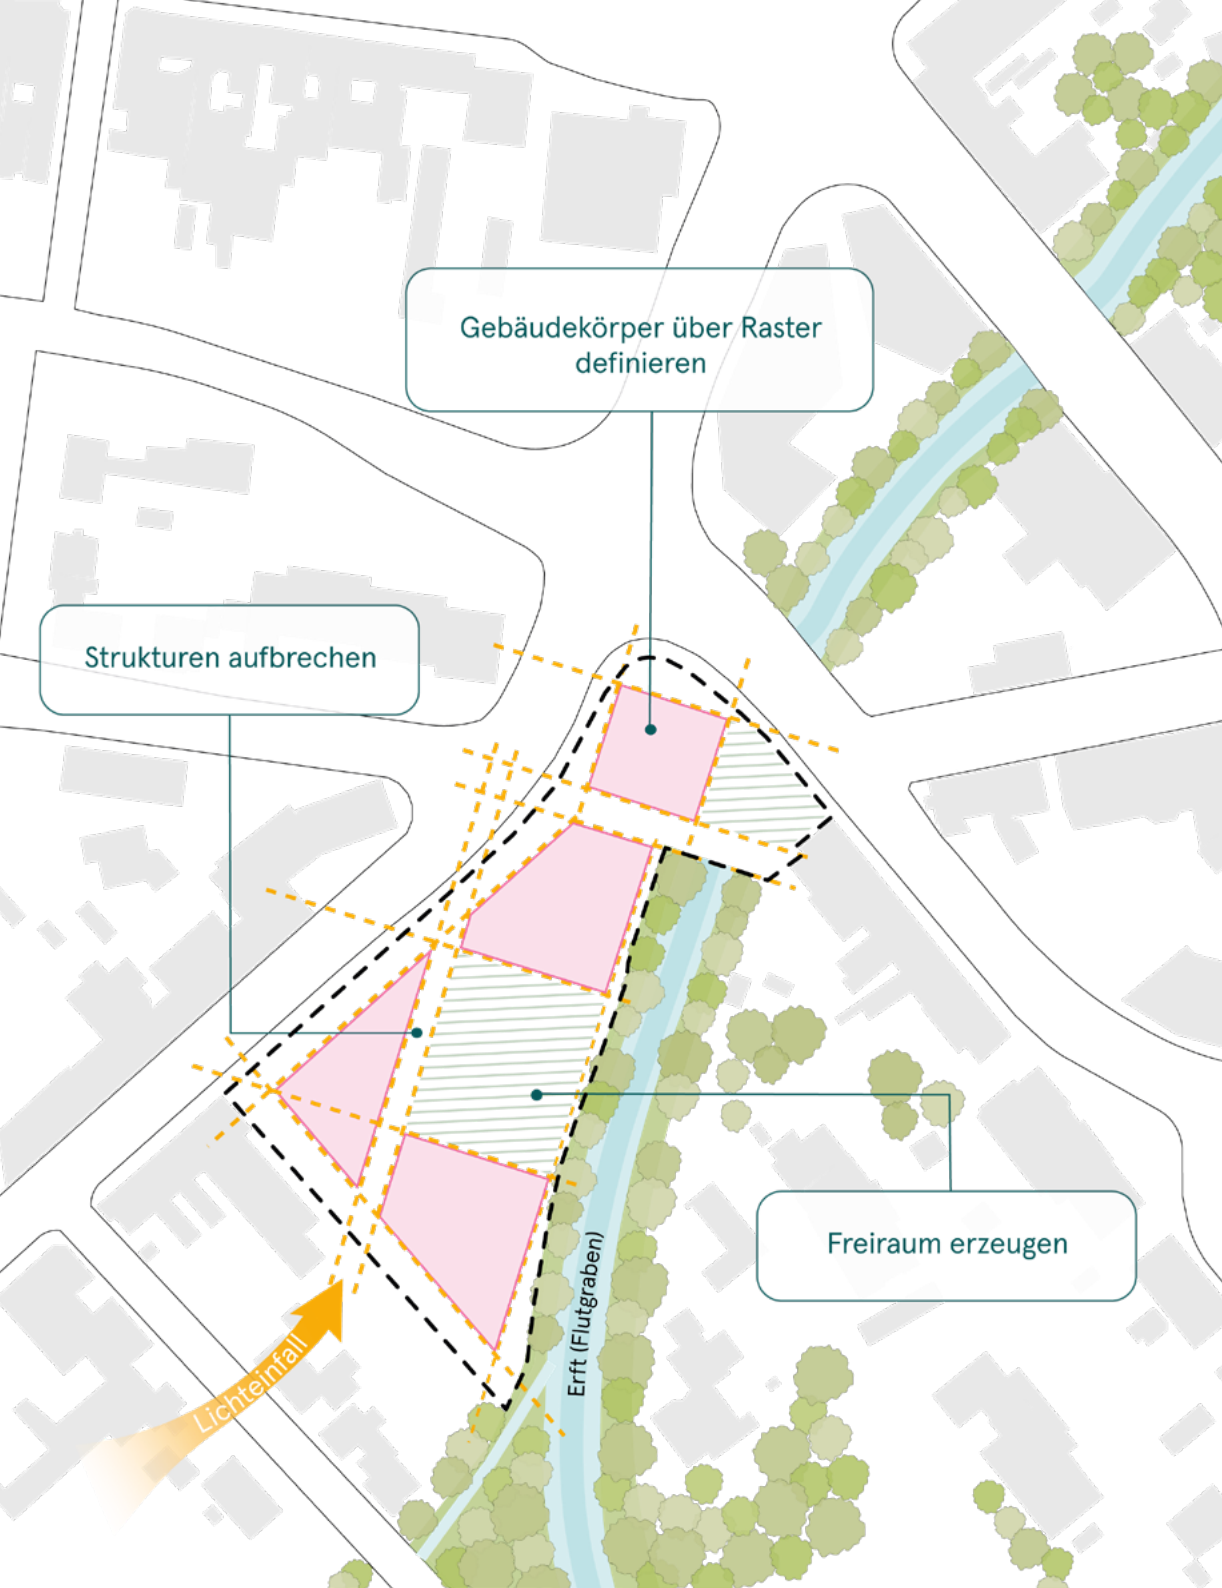 Gebäudekörper über Raster
definieren
Strukturen aufbrechen
Freiraum erzeugen
Erft (Flutgraben)
Lichteinfall